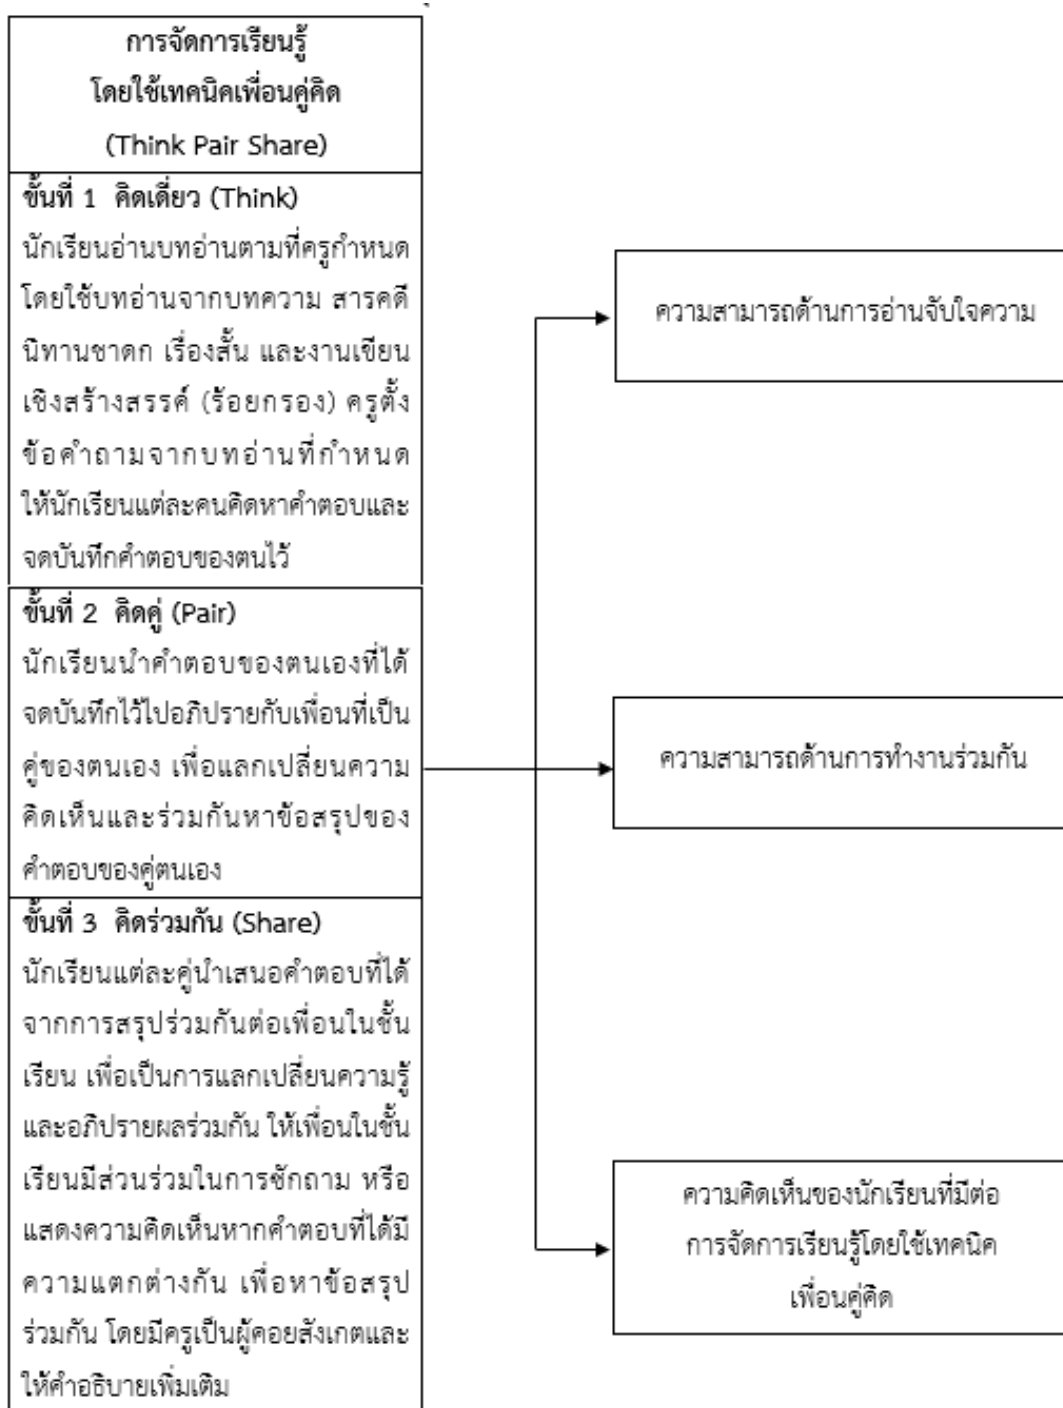 การจัดการเรียนรู้
โดยใช้เทคนิคเพื่อนคู่คิด
(Think Pair Share)
ขั้นที่ 1 คิดเดี่ยว (Think)
นักเรียนอ่านบทอ่านตามที่ครูกำหนด
โดยใช้บทอ่านจากบทความ สารคดี
นิทานชาดก เรื่องสั้น และงานเขียน
เชิงสร้างสรรค์ (ร้อยกรอง) ครูตั้ง
ข้อคำถามจากบทอ่านที่กำหนด
ให้นักเรียนแต่ละคนคิดหาคำตอบและ
จดบันทึกคำตอบของตนไว้
ขั้นที่ 2 คิดคู่ (Pair)
นักเรียนนำคำตอบของตนเองที่ได้
จดบันทึกไว้ไปอภิปรายกับเพื่อนที่เป็น
คู่ของตนเอง เพื่อแลกเปลี่ยนความ
คิดเห็นและร่วมกันหาข้อสรุปของ
คำตอบของคู่ตนเอง
ขั้นที่ 3 คิดร่วมกัน (Share)
นักเรียนแต่ละคู่นำเสนอคำตอบที่ได้
จากการสรุปร่วมกันต่อเพื่อนในชั้น
เรียน เพื่อเป็นการแลกเปลี่ยนความรู้
และอภิปรายผลร่วมกัน ให้เพื่อนในชั้น
เรียนมีส่วนร่วมในการซักถาม หรือ
แสดงความคิดเห็นหากคำตอบที่ได้มี
ความแตกต่างกัน เพื่อหาข้อสรุป
ร่วมกัน โดยมีครูเป็นผู้คอยสังเกตและ
ให้คำอธิบายเพิ่มเติม
ความสามารถด้านการอ่านจับใจความ
ความสามารถด้านการทำงานร่วมกัน
ความคิดเห็นของนักเรียนที่มีต่อ
การจัดการเรียนรู้โดยใช้เทคนิค
เพื่อนคู่คิด